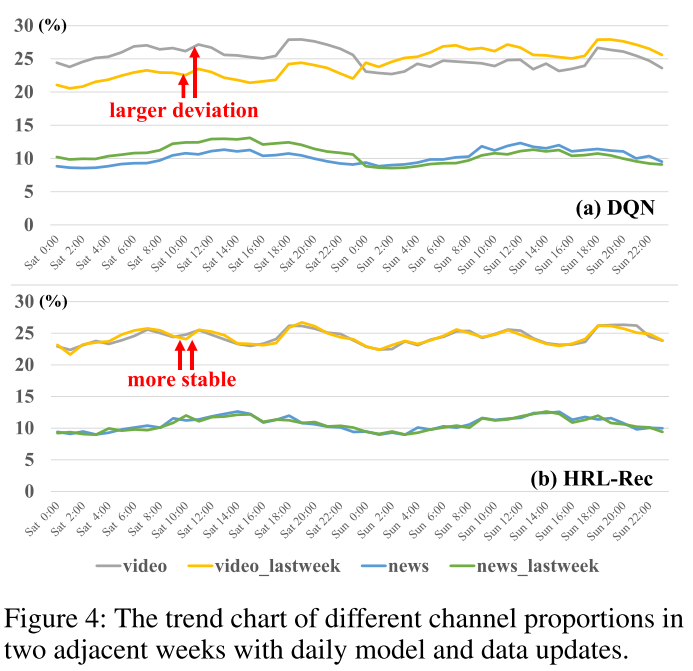 30 (%)
25
20
15
10
5
0
larger deviation
(a) DQN
Sat 0:00 Sat 2:00 Sat 4:00 Sat 6:00 Sat 8:00 Sat 10:00 Sat 12:00 Sat 14:00 Sat 16:00 Sat 18:00 Sat 20:00 Sat 22:00 Sun 0:00 Sun 2:00 Sun 4:00 Sun 6:00 Sun 8:00 Sun 10:00 Sun 12:00 Sun 14:00 Sun 16:00 Sun 18:00 Sun 20:00 Sun 22:00
30 (%)
25
20
15
10
5
0
more stable
(b) HRL-Rec
Sat 0:00 Sat 2:00 Sat 4:00 Sat 6:00 Sat 8:00 Sat 10:00 Sat 12:00 Sat 14:00 Sat 16:00 Sat 18:00 Sat 20:00 Sat 22:00 Sun 0:00 Sun 2:00 Sun 4:00 Sun 6:00 Sun 8:00 Sun 10:00 Sun 12:00 Sun 14:00 Sun 16:00 Sun 18:00 Sun 20:00 Sun 22:00
video video_lastweek news news_lastweek
Figure 4: The trend chart of different channel proportions in
two adjacent weeks with daily model and data updates.